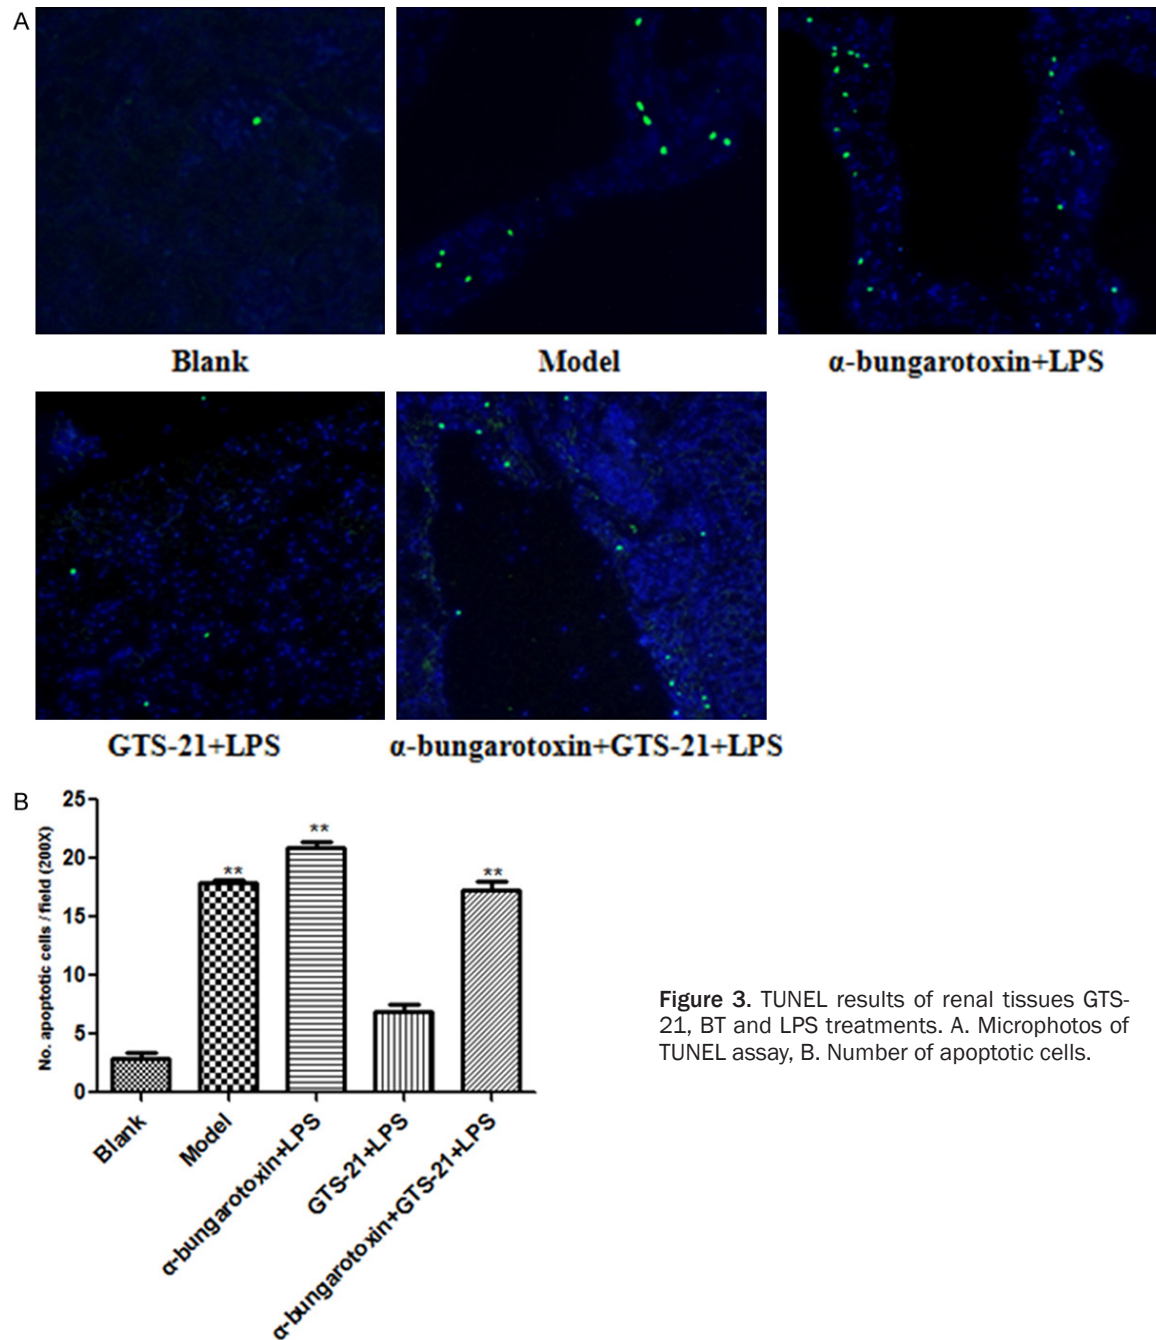 A
Blank
Model
α-bungarotoxin+LPS
GTS-21+LPS
α-bungarotoxin+GTS-21+LPS
B
No. apoptotic cells / field (200X)
25
20
15
10
5
0
**
**
**
Blank
Model
α-bungarotoxin+LPS
GTS-21+LPS
α-bungarotoxin+GTS-21+LPS
Figure 3. TUNEL results of renal tissues GTS-
21, BT and LPS treatments. A. Microphotos of
TUNEL assay, B. Number of apoptotic cells.